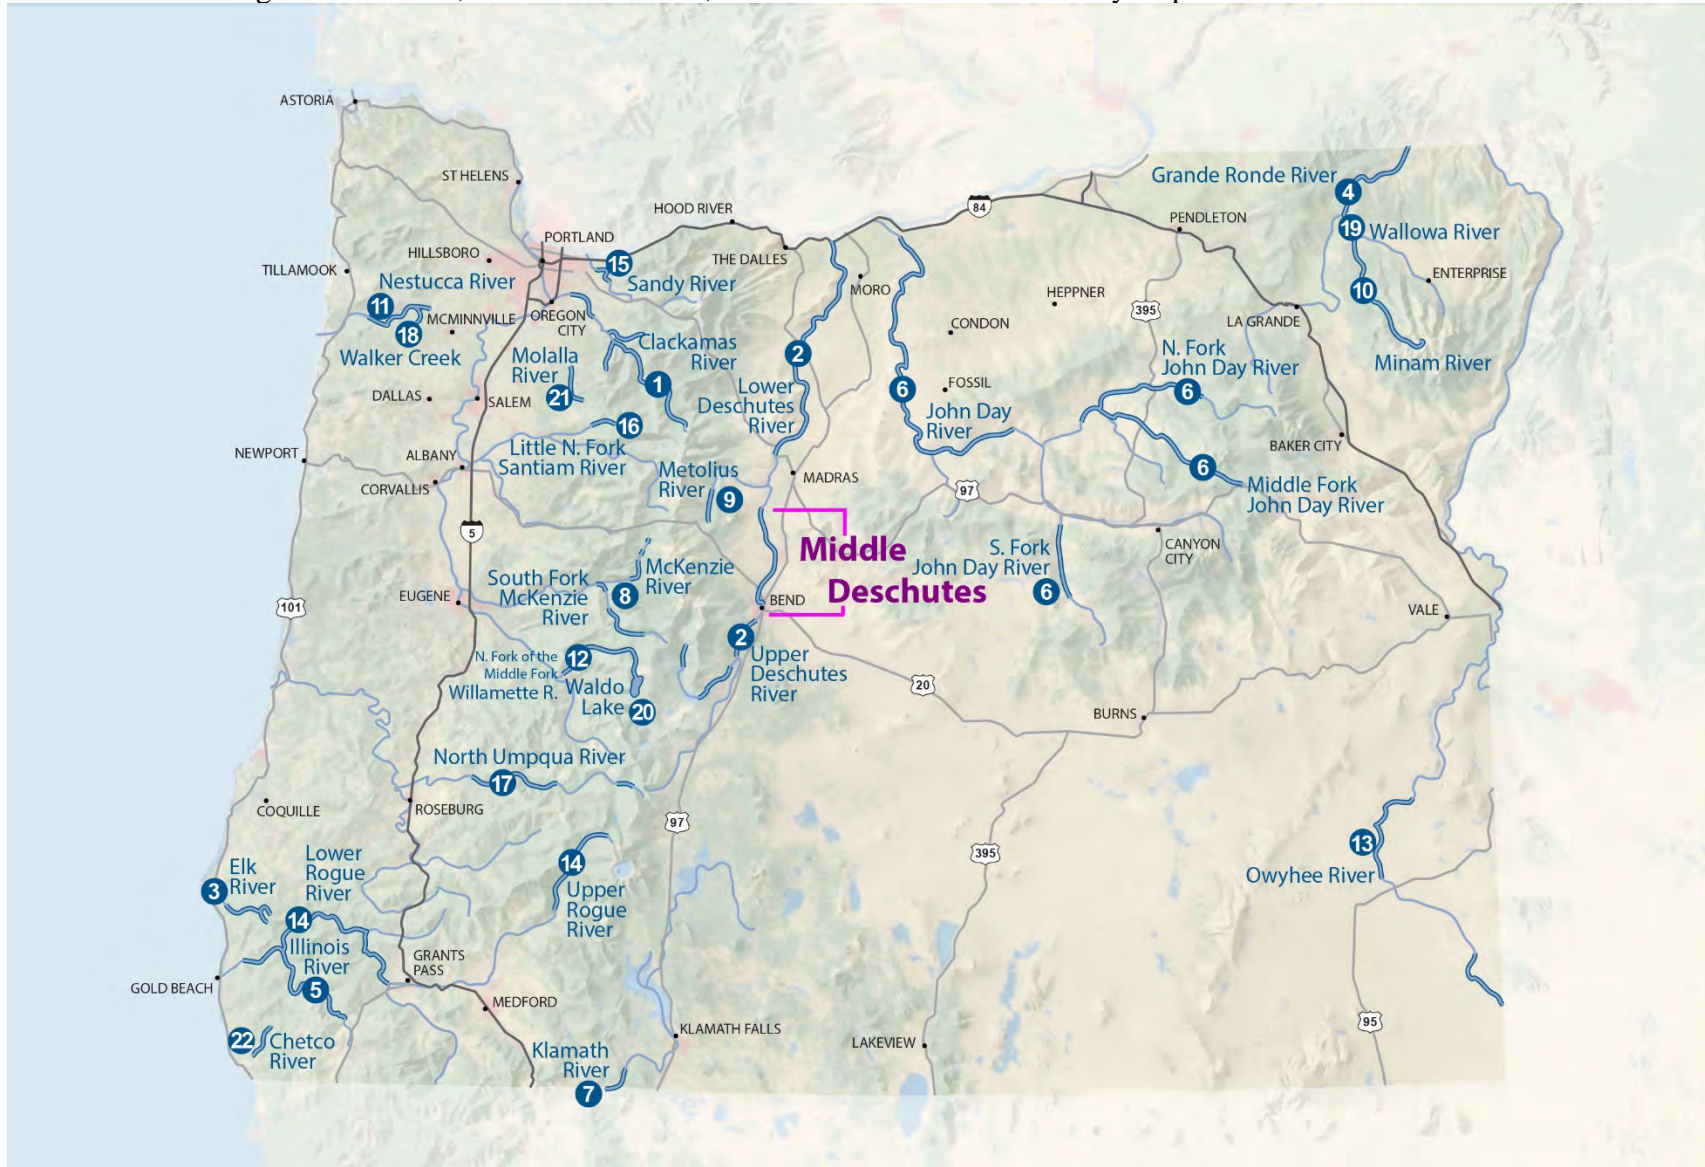 ASTORIA
ST HELENS
HOOD RIVER
84
PENDLETON
Grande Ronde River
4
PORTLAND
HILLSBORO
THE DALLES
19
Wallowa River
TILLAMOOK
15
Sandy River
MORO
ENTERPRISE
Nestucca River
11
10
HEPPNER
395
LA GRANDE
MCMINNVILLE
OREGON
CITY
CONDON
18
Walker Creek
Clackamas
River
2
N. Fork
John Day River
6
Minam River
Molalla
River
21
1
Lower
Deschutes
River
6
FOSSIL
DALLAS
SALEM
John Day
River
16
Little N. Fork
Santiam River
BAKER CITY
NEWPORT
ALBANY
CORVALLIS
Metolius
River
9
MADRAS
97
6
Middle Fork
John Day River
5
Middle
Deschutes
S. Fork
John Day River
6
CANYON
CITY
McKenzie
River
South Fork
McKenzie
River
8
101
EUGENE
BEND
VALE
2
Upper
Deschutes
River
N. Fork of the
Middle Fork
Willamette R.
12
Waldo
Lake
20
20
BURNS
North Umpqua River
17
COQUILLE
ROSEBURG
97
395
13
Owyhee River
Elk
River
3
Lower
Rogue
River
14
14
Upper
Rogue
River
Illinois
River
5
GRANTS
PASS
GOLD BEACH
MEDFORD
22
Chetco
River
KLAMATH FALLS
LAKEVIEW
95
Klamath
River
7